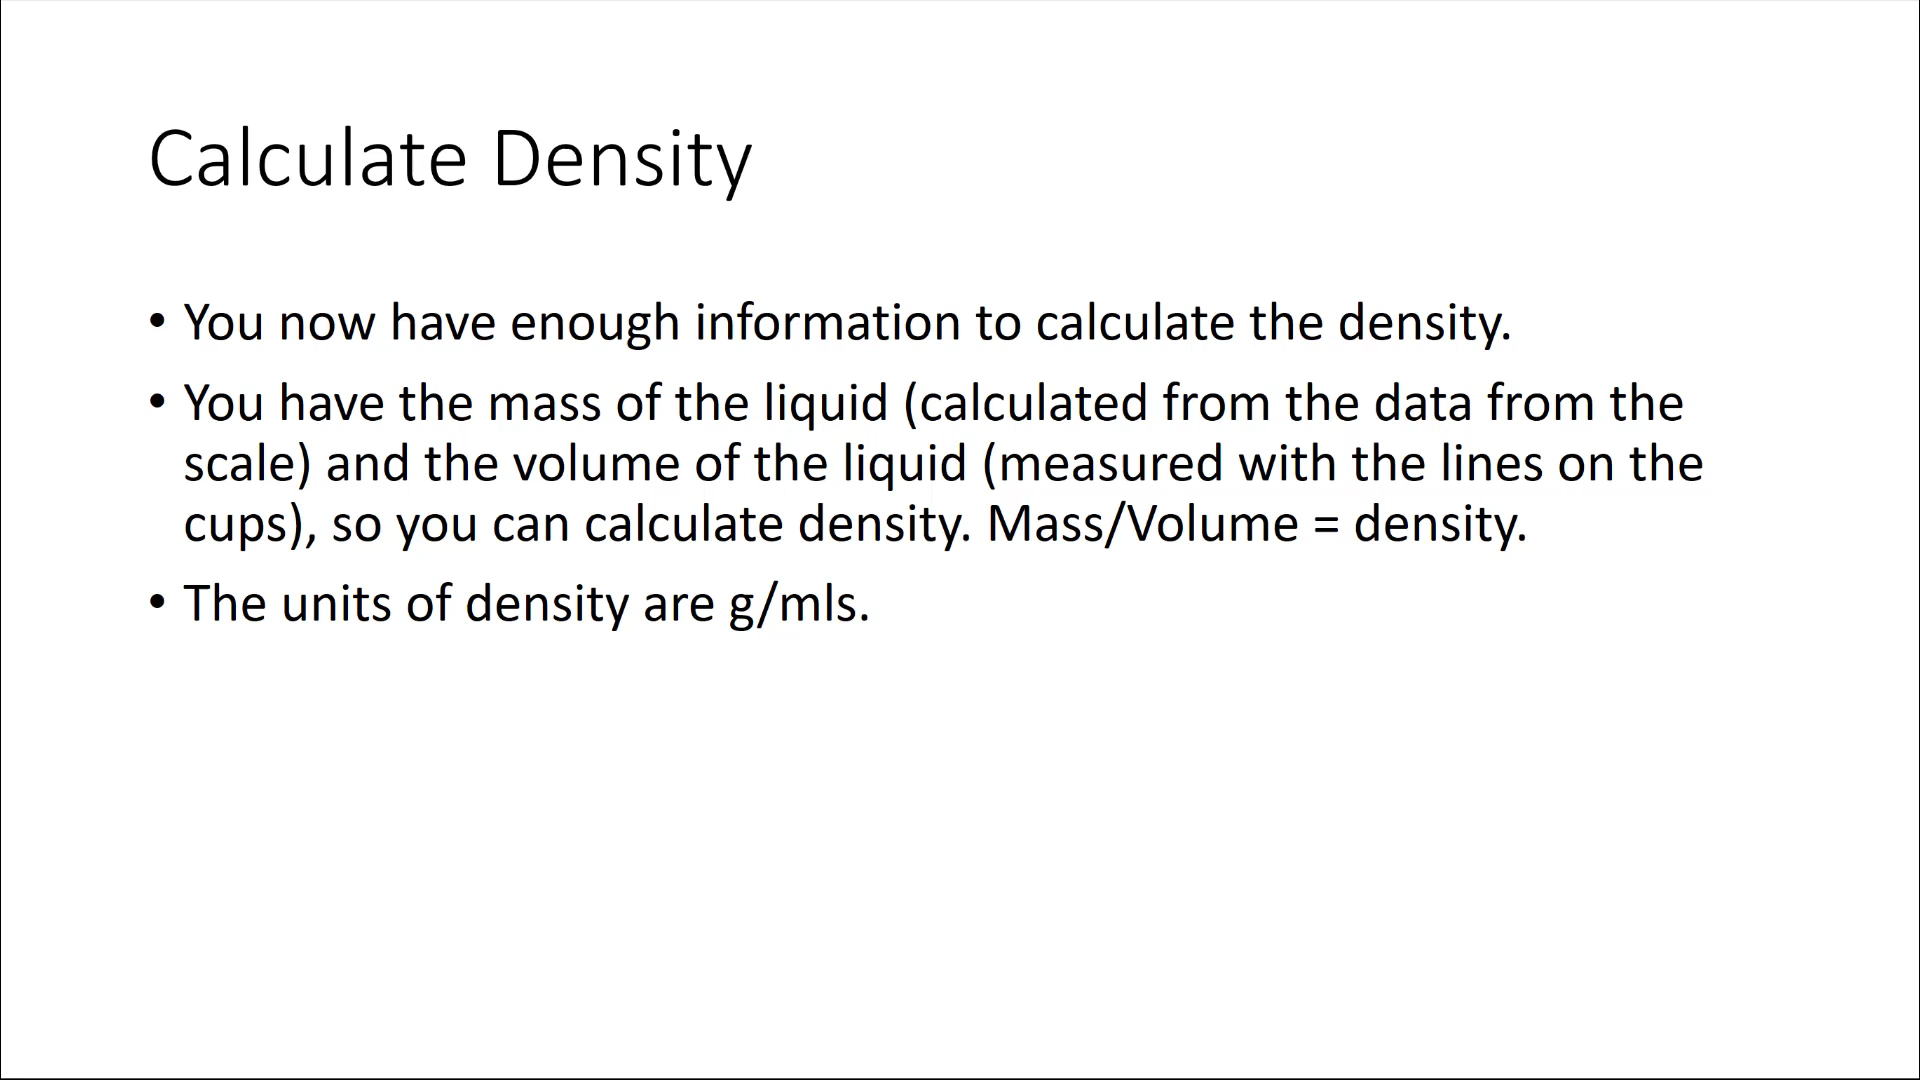 Calculate Density
• You now have enough information to calculate the density.
• You have the mass of the liquid (calculated from the data from the
scale) and the volume of the liquid (measured with the lines on the
cups), so you can calculate density. Mass/Volume = density.
• The units of density are g/mls.